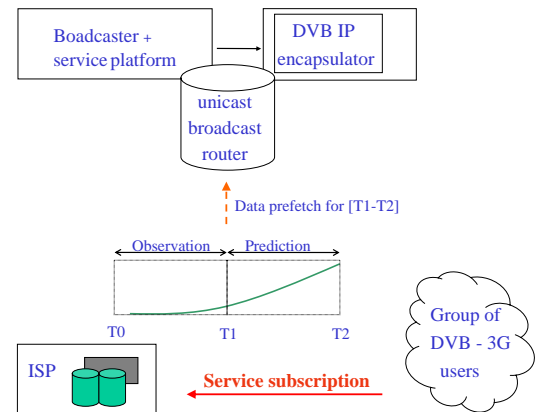 Boadcaster +
service platform
DVB IP
encapsulator
unicast
broadcast
router
Data prefetch for [T1-T2]
Observation
Prediction
T0
T1
T2
Group of
DVB - 3G
users
ISP
Service subscription